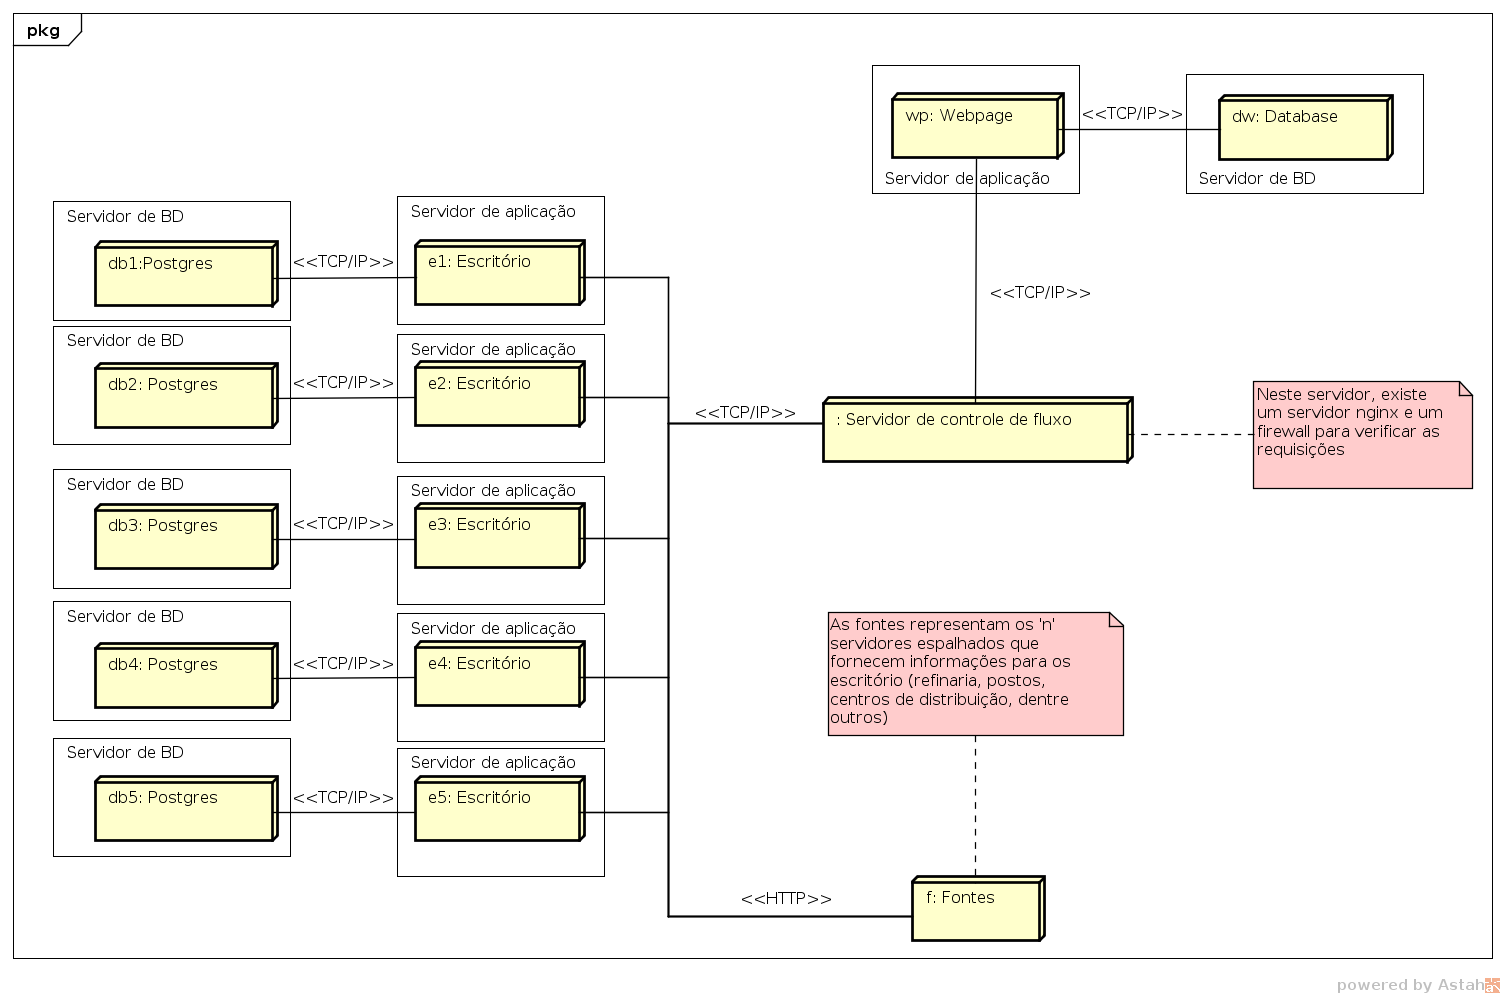 pkg
wp: Webpage
<<TCP/IP>>
dw: Database
Servidor de aplicação
Servidor de BD
Servidor de BD
db1:Postgres
<<TCP/IP>>
Servidor de aplicação
e1: Escritório
<<TCP/IP>>
Servidor de BD
db2: Postgres
<<TCP/IP>>
Servidor de aplicação
e2: Escritório
<<TCP/IP>>
: Servidor de controle de fluxo
Neste servidor, existe
um servidor nginx e um
firewall para verificar as
requisições
Servidor de BD
db3: Postgres
<<TCP/IP>>
Servidor de aplicação
e3: Escritório
Servidor de BD
db4: Postgres
<<TCP/IP>>
Servidor de aplicação
e4: Escritório
As fontes representam os 'n'
servidores espalhados que
fornecem informações para os
escritório (refinaria, postos,
centros de distribuição, dentre
outros)
Servidor de BD
db5: Postgres
<<TCP/IP>>
Servidor de aplicação
e5: Escritório
<<HTTP>>
f: Fontes
powered by Astah